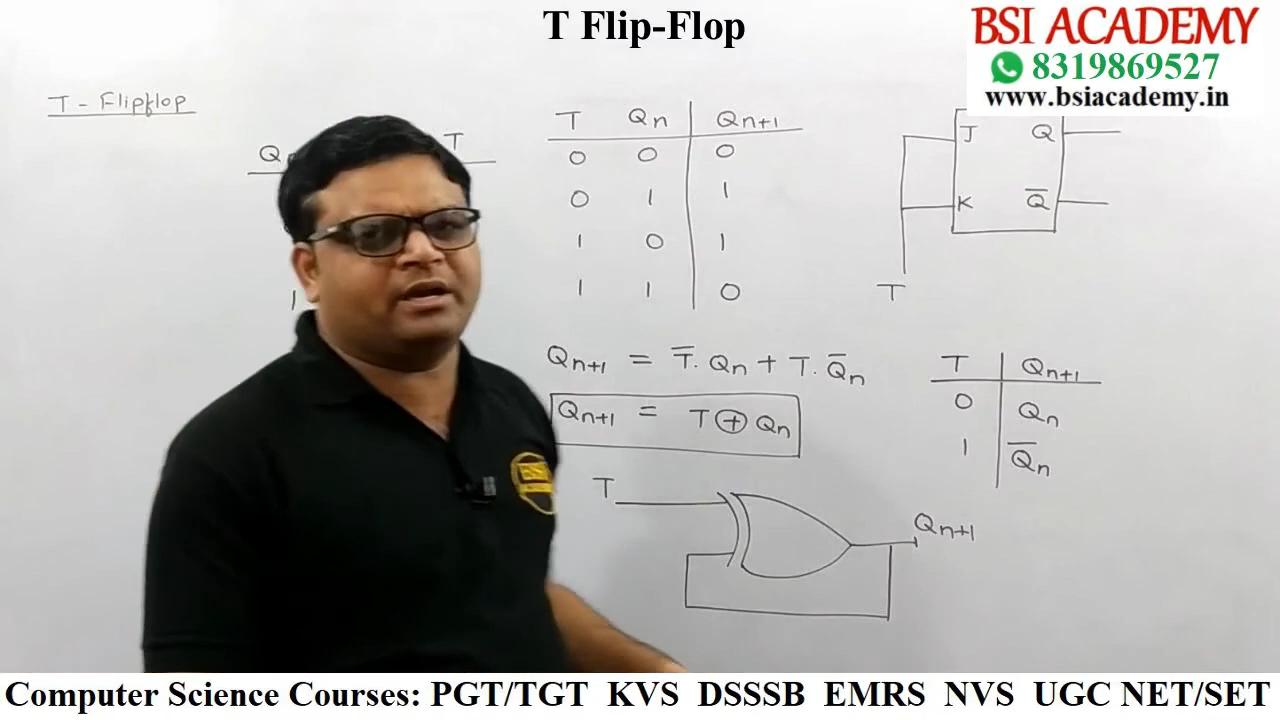 T Flip-Flop
BSI ACADEMY
8319869527
www.bsiacademy.in
T - Flipflop
T
T Qn Qn+1
0 0 0
0 1 1
1 0 1
1 1 0
J Q
K Q̅
T
1
Qn+1 = T̅. Qn + T. Q̅n
Qn+1 = T ⊕ Qn
T Qn+1
0 Qn
1 Q̅n
T
Qn+1
BSI
Computer Science Courses: PGT/TGT KVS DSSSB EMRS NVS UGC NET/SET